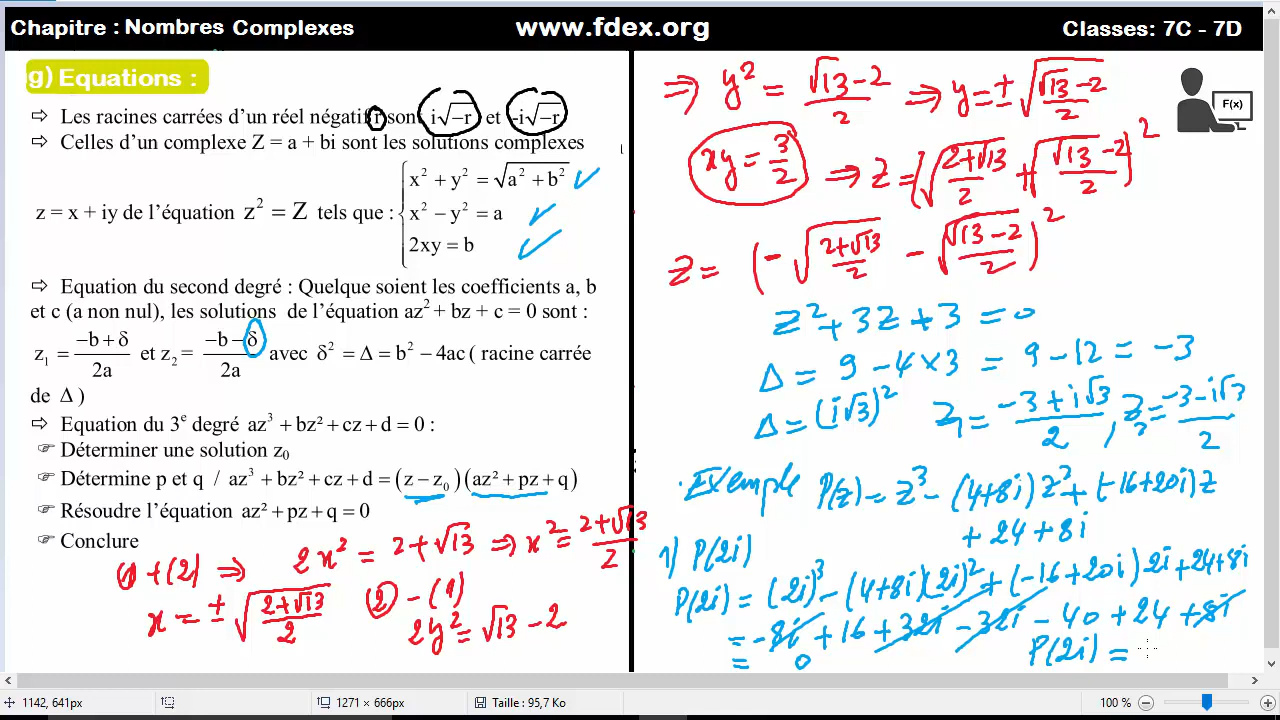 Chapitre : Nombres Complexes
www.fdex.org
Classes: 7C - 7D
g) Equations :
⇨ Les racines carrées d'un réel négatif r sont i√−r et -i√−r
⇨ Celles d'un complexe Z = a + bi sont les solutions complexes
z = x + iy de l'équation z² = Z tels que : { x² + y² = √(a² + b²) ✓
x² − y² = a ✓
2xy = b ✓
⇨ Equation du second degré : Quelque soient les coefficients a, b
et c (a non nul), les solutions de l'équation az² + bz + c = 0 sont :
z₁ = (−b + δ)/2a et z₂ = (−b − δ)/2a avec δ² = Δ = b² − 4ac ( racine carrée
de Δ )
⇨ Equation du 3ᵉ degré az³ + bz² + cz + d = 0 :
☞ Déterminer une solution z₀
☞ Détermine p et q / az³ + bz² + cz + d = (z − z₀)(az² + pz + q)
☞ Résoudre l'équation az² + pz + q = 0
☞ Conclure
(1) + (2) ⇒ 2x² = 2 + √13 ⇒ x² = (2 + √13)/2
x = ± √((2 + √13)/2) (2) − (1)
2y² = √13 − 2
⇒ y² = (√13 − 2)/2 ⇒ y = ± √((√13 − 2)/2)
xy = 3/2 ⇒ z = (√((2 + √13)/2) + √((√13 − 2)/2))²
z = (−√((2 + √13)/2) − √((√13 − 2)/2))²
z² + 3z + 3 = 0
Δ = 9 − 4 × 3 = 9 − 12 = −3
Δ = (i√3)² z₁ = (−3 + i√3)/2 , z₂ = (−3 − i√3)/2
. Exemple P(z) = z³ − (4+8i)z² + (−16+20i)z
+ 24 + 8i
1) P(2i)
P(2i) = (2i)³ − (4+8i)(2i)² + (−16+20i)2i + 24+8i
= −8i + 16 + 32i − 32i − 40 + 24 + 8i
= 0 P(2i) =
F(x)
1142, 641px
1271 × 666px
Taille : 95,7 Ko
100 %